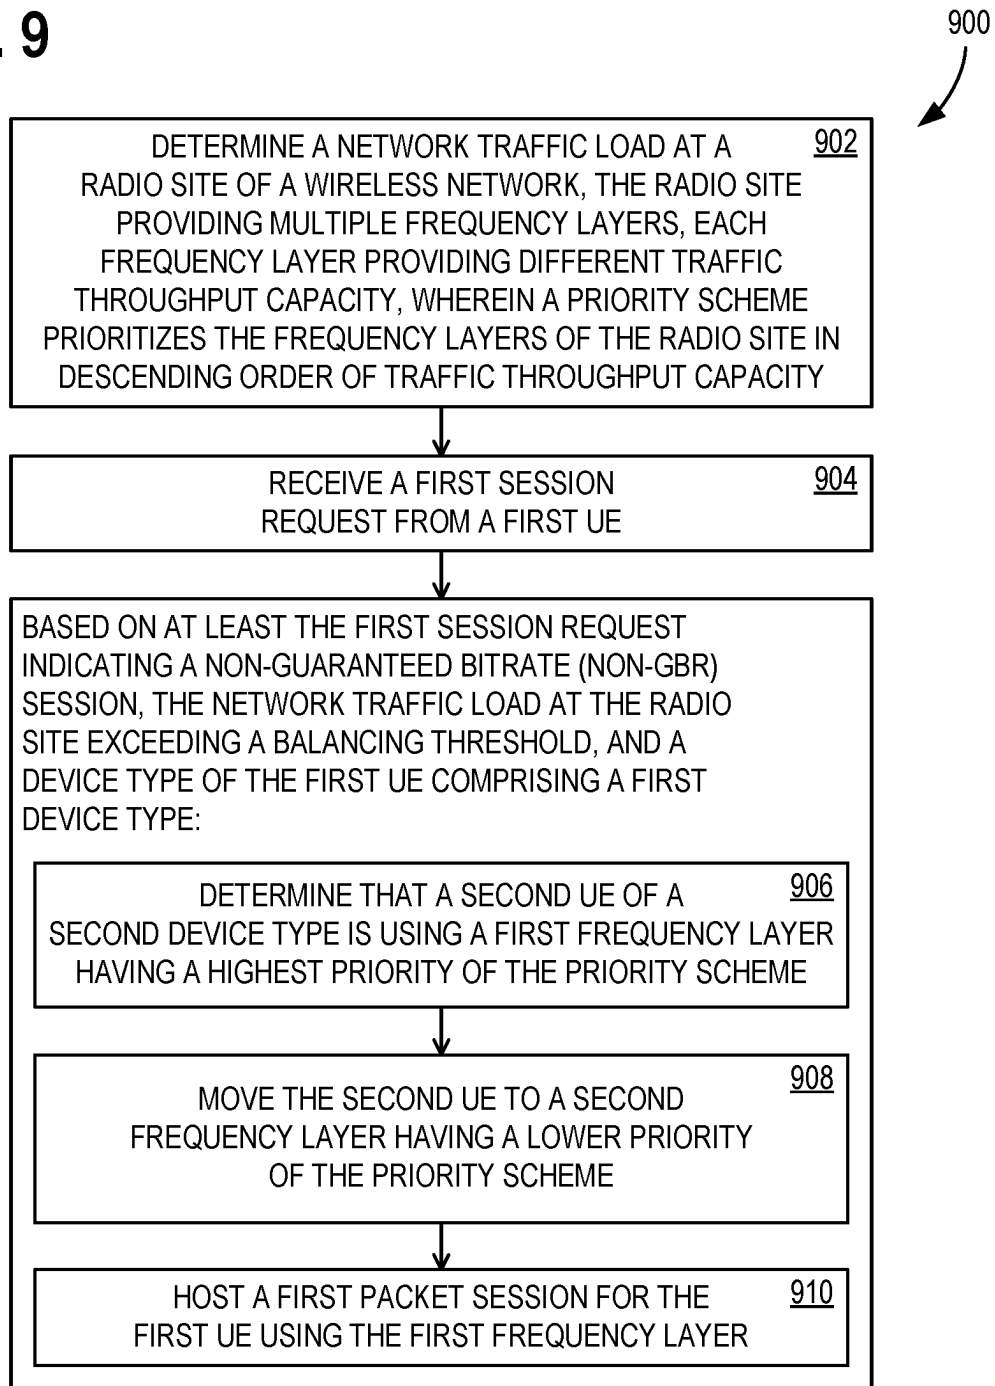 . 9
900
902
DETERMINE A NETWORK TRAFFIC LOAD AT A
RADIO SITE OF A WIRELESS NETWORK, THE RADIO SITE
PROVIDING MULTIPLE FREQUENCY LAYERS, EACH
FREQUENCY LAYER PROVIDING DIFFERENT TRAFFIC
THROUGHPUT CAPACITY, WHEREIN A PRIORITY SCHEME
PRIORITIZES THE FREQUENCY LAYERS OF THE RADIO SITE IN
DESCENDING ORDER OF TRAFFIC THROUGHPUT CAPACITY
904
RECEIVE A FIRST SESSION
REQUEST FROM A FIRST UE
BASED ON AT LEAST THE FIRST SESSION REQUEST
INDICATING A NON-GUARANTEED BITRATE (NON-GBR)
SESSION, THE NETWORK TRAFFIC LOAD AT THE RADIO
SITE EXCEEDING A BALANCING THRESHOLD, AND A
DEVICE TYPE OF THE FIRST UE COMPRISING A FIRST
DEVICE TYPE:
906
DETERMINE THAT A SECOND UE OF A
SECOND DEVICE TYPE IS USING A FIRST FREQUENCY LAYER
HAVING A HIGHEST PRIORITY OF THE PRIORITY SCHEME
908
MOVE THE SECOND UE TO A SECOND
FREQUENCY LAYER HAVING A LOWER PRIORITY
OF THE PRIORITY SCHEME
910
HOST A FIRST PACKET SESSION FOR THE
FIRST UE USING THE FIRST FREQUENCY LAYER